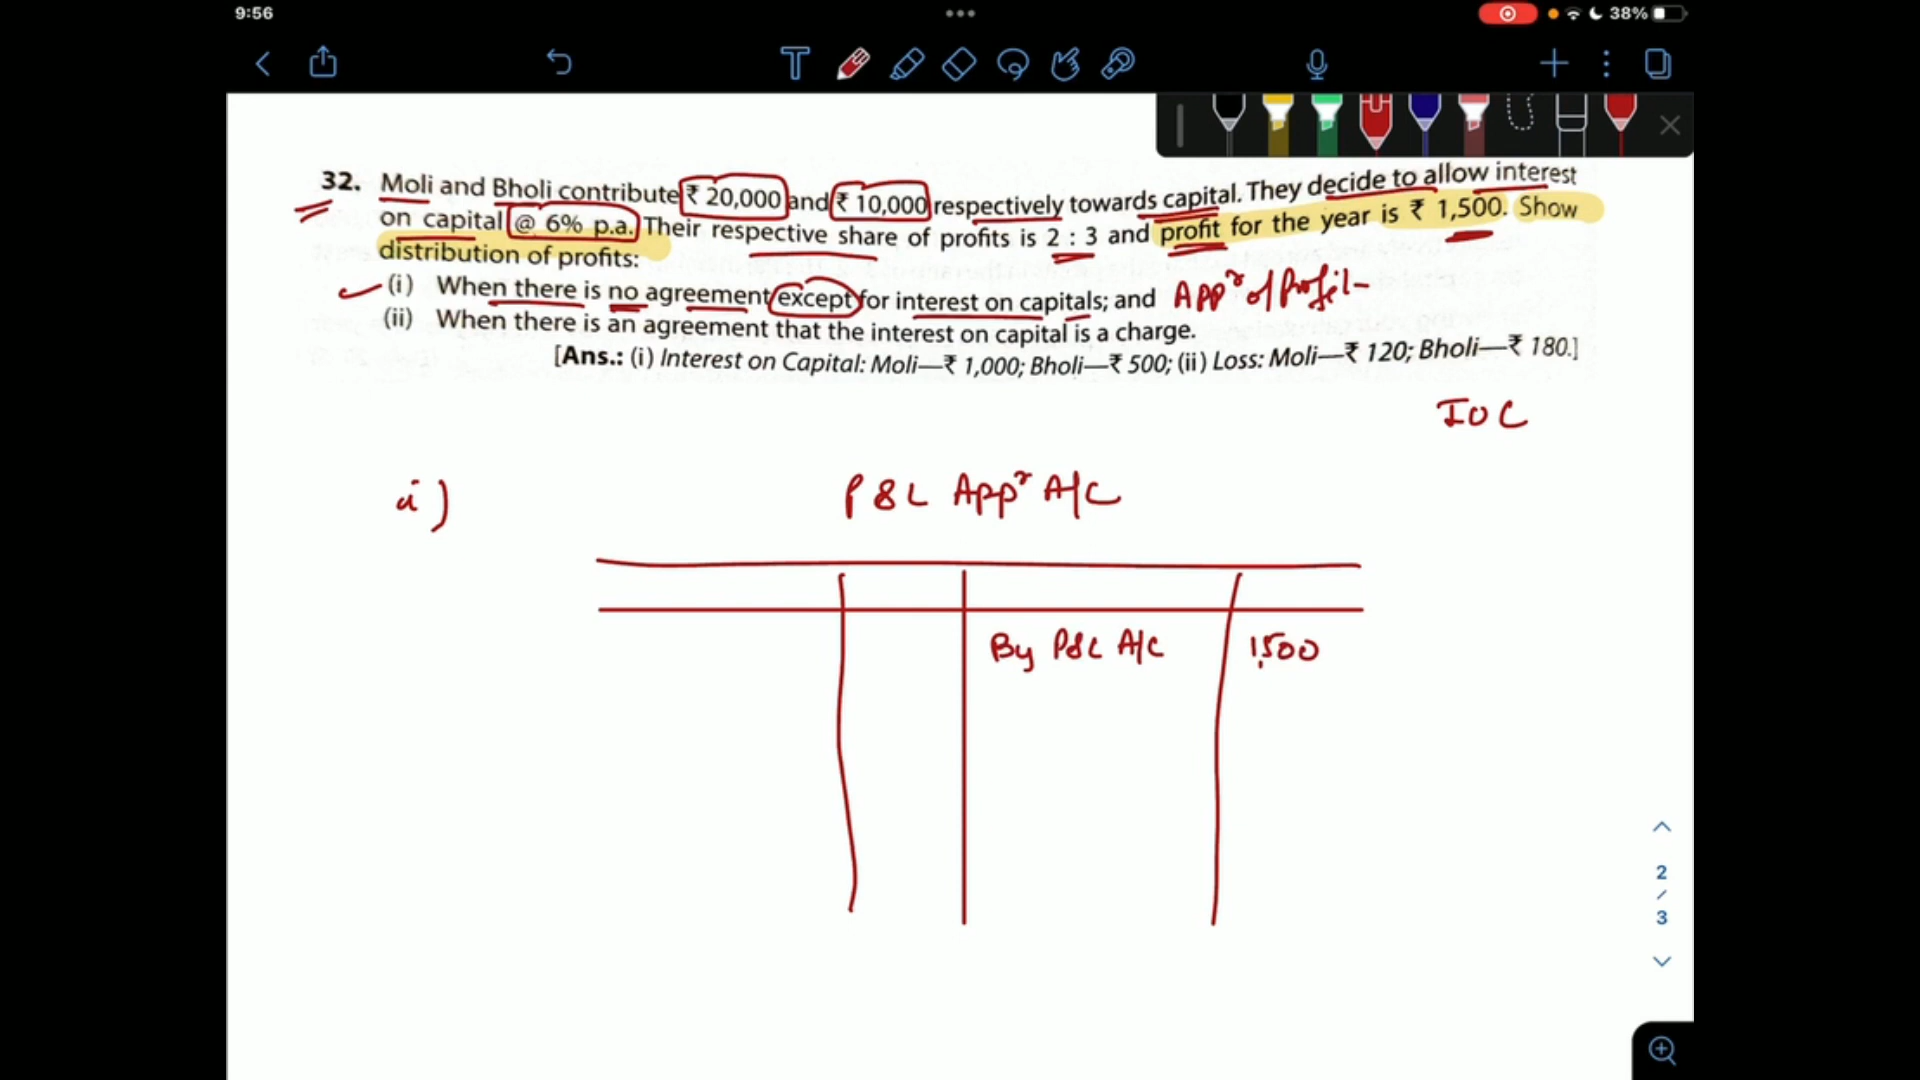 9:56
38%
32. Moli and Bholi contribute ₹ 20,000 and ₹ 10,000 respectively towards capital. They decide to allow interest
on capital @ 6% p.a. Their respective share of profits is 2 : 3 and profit for the year is ₹ 1,500. Show
distribution of profits:
(i) When there is no agreement except for interest on capitals; and
Appr of Profit
(ii) When there is an agreement that the interest on capital is a charge.
[Ans.: (i) Interest on Capital: Moli—₹ 1,000; Bholi—₹ 500; (ii) Loss: Moli—₹ 120; Bholi—₹ 180.]
IOC
i) P&L Appr A/C
By P&L A/C 1,500
2
/
3